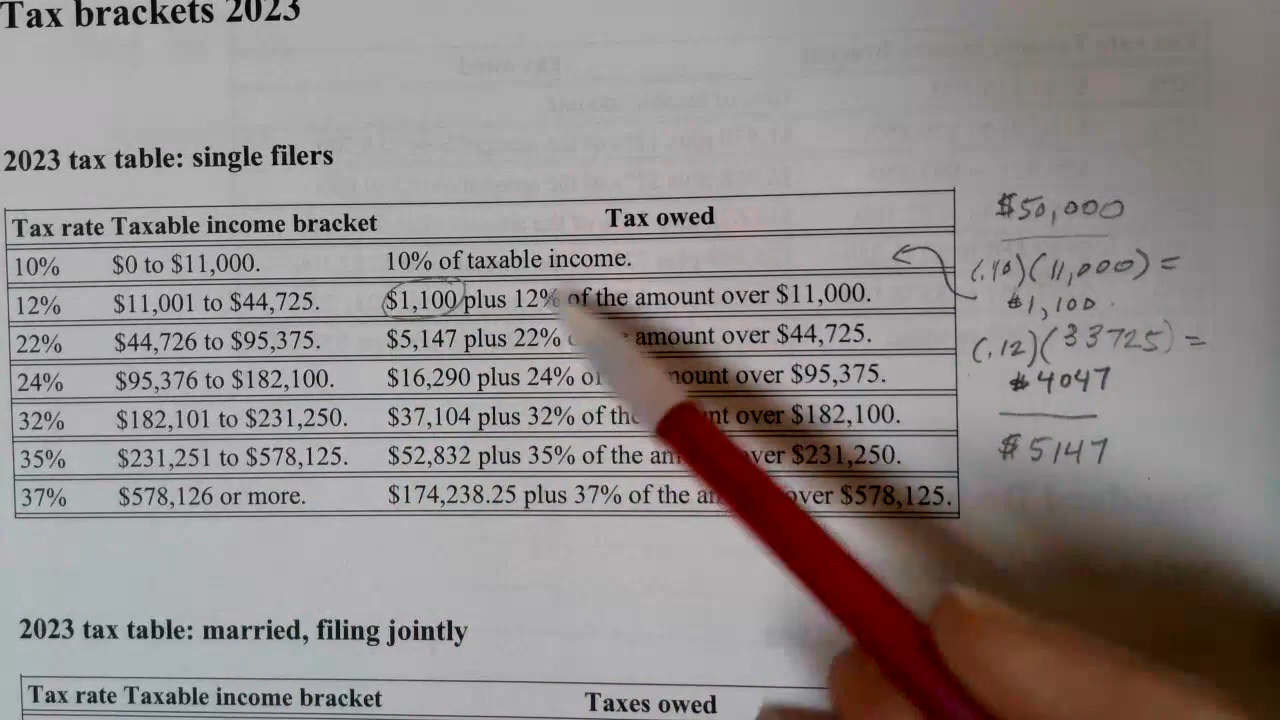 Tax brackets 2023
2023 tax table: single filers
Tax rate Taxable income bracket Tax owed
10% $0 to $11,000. 10% of taxable income.
12% $11,001 to $44,725. $1,100 plus 12% of the amount over $11,000.
22% $44,726 to $95,375. $5,147 plus 22% amount over $44,725.
24% $95,376 to $182,100. $16,290 plus 24% of over $95,375.
32% $182,101 to $231,250. $37,104 plus 32% of the over $182,100.
35% $231,251 to $578,125. $52,832 plus 35% of the over $231,250.
37% $578,126 or more. $174,238.25 plus 37% of the over $578,125.
$50,000
(.10)(11,000) =
$1,100.
(.12)(33725) =
$4047
$5147
2023 tax table: married, filing jointly
Tax rate Taxable income bracket Taxes owed